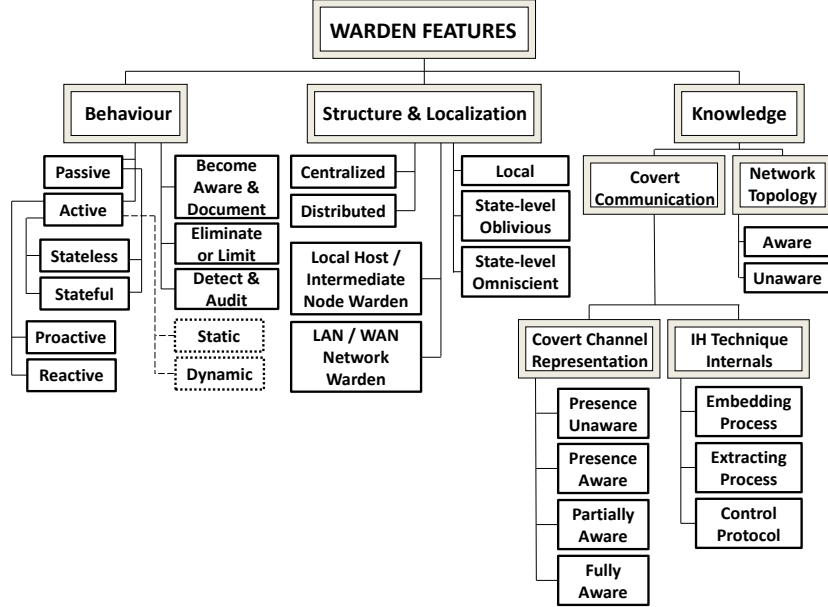 WARDEN FEATURES
Behaviour
Passive
Active
Stateless
Stateful
Proactive
Reactive
Become
Aware &
Document
Eliminate
or Limit
Detect &
Audit
Static
Dynamic
Structure & Localization
Centralized
Distributed
Local Host /
Intermediate
Node Warden
LAN / WAN
Network
Warden
Local
State-level
Oblivious
State-level
Omniscient
Knowledge
Covert
Communication
Network
Topology
Aware
Unaware
Covert Channel
Representation
Presence
Unaware
Presence
Aware
Partially
Aware
Fully
Aware
IH Technique
Internals
Embedding
Process
Extracting
Process
Control
Protocol